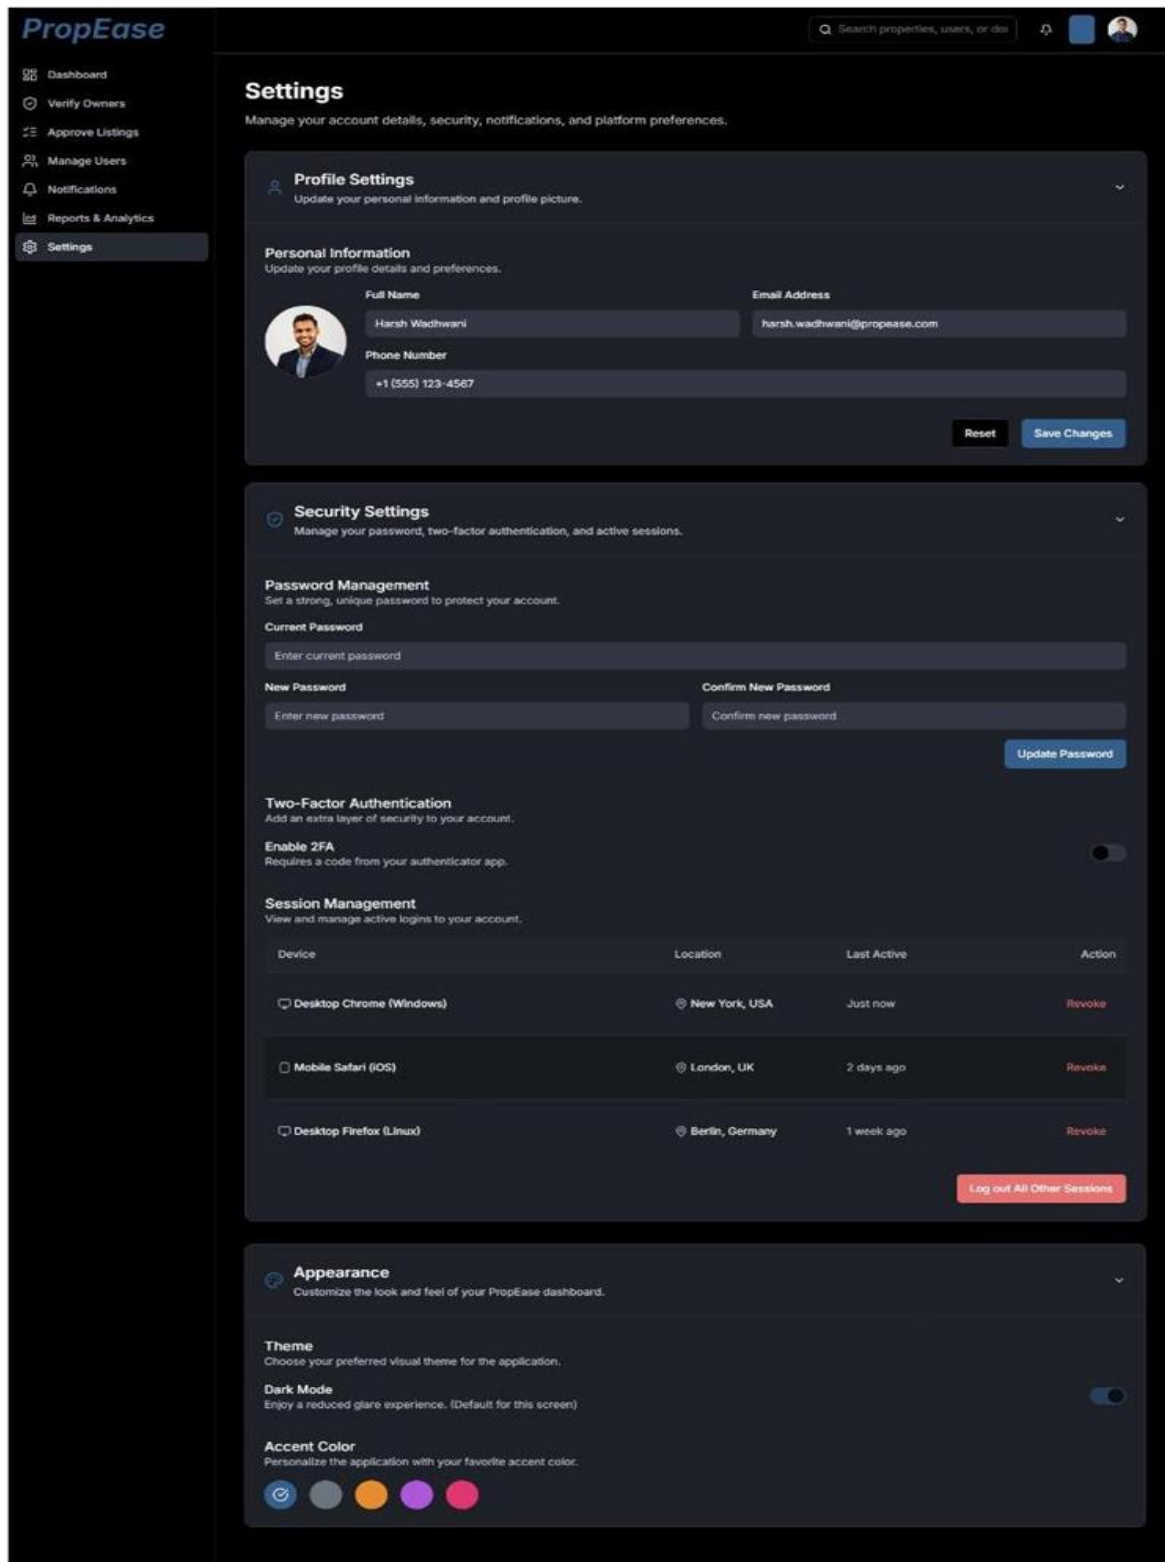 PropEase
Search properties, users, or do
Dashboard
Verify Owners
Approve Listings
Manage Users
Notifications
Reports & Analytics
Settings
Settings
Manage your account details, security, notifications, and platform preferences.
Profile Settings
Update your personal information and profile picture.
Personal Information
Update your profile details and preferences.
Full Name
Email Address
Harsh Wadhwani
harsh.wadhwani@propease.com
Phone Number
+1 (555) 123-4567
Reset
Save Changes
Security Settings
Manage your password, two-factor authentication, and active sessions.
Password Management
Set a strong, unique password to protect your account.
Current Password
Enter current password
New Password
Confirm New Password
Enter new password
Confirm new password
Update Password
Two-Factor Authentication
Add an extra layer of security to your account.
Enable 2FA
Requires a code from your authenticator app.
Session Management
View and manage active logins to your account.
Device Location Last Active Action
Desktop Chrome (Windows) New York, USA Just now Revoke
Mobile Safari (iOS) London, UK 2 days ago Revoke
Desktop Firefox (Linux) Berlin, Germany 1 week ago Revoke
Log out All Other Sessions
Appearance
Customize the look and feel of your PropEase dashboard.
Theme
Choose your preferred visual theme for the application.
Dark Mode
Enjoy a reduced glare experience. (Default for this screen)
Accent Color
Personalize the application with your favorite accent color.